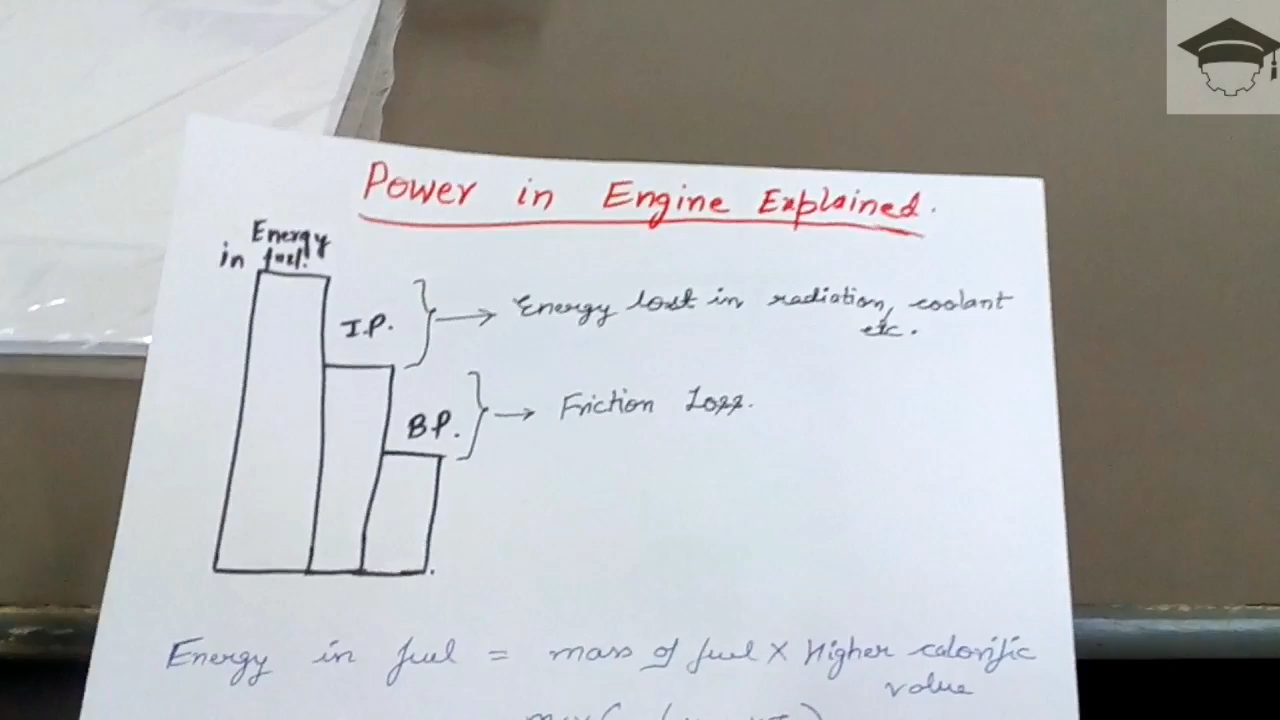 Power in Engine Explained.
Energy
in fuel.
I.P.
Energy lost in radiation, coolant
etc.
B.P.
Friction Loss.
Energy in fuel = mass of fuel X Higher calorific
value